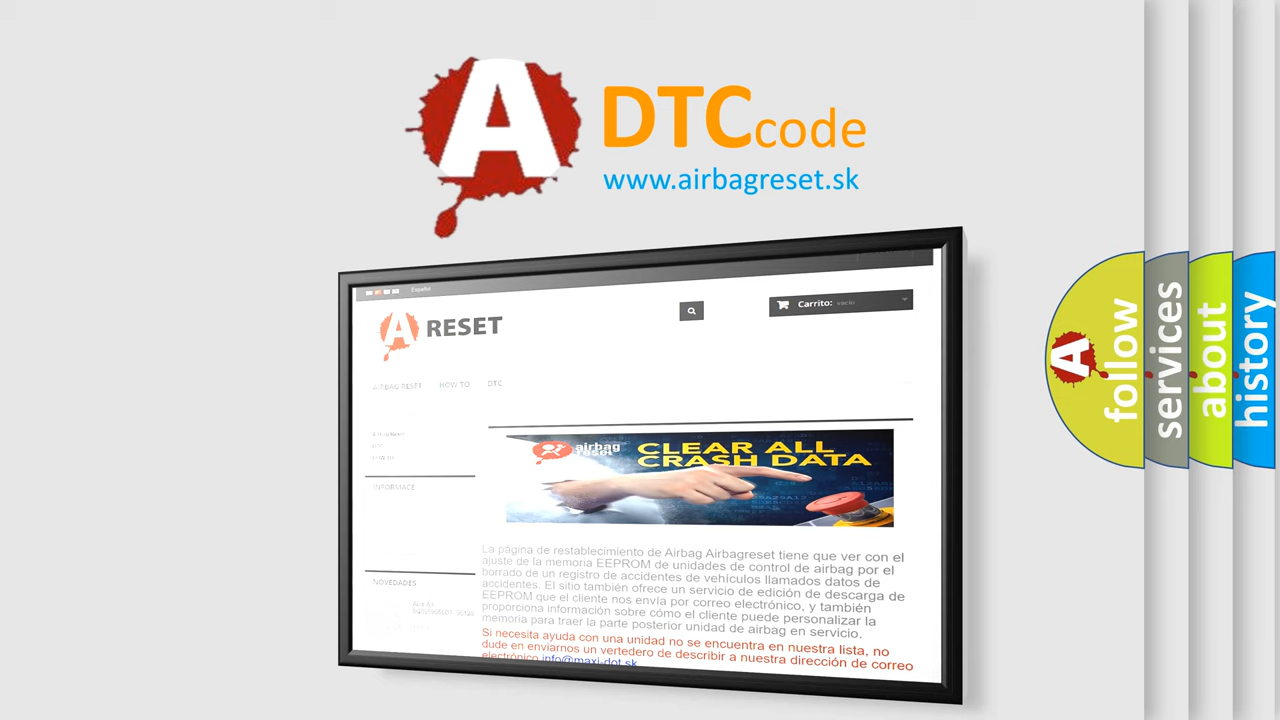 A DTCcode
www.airbagreset.sk
Español
Carrito: vacío
A RESET
AIRBAG RESET HOW TO DTC
airbag
reset
CLEAR ALL
CRASH DATA
INFORMACE
La página de restablecimiento de Airbag Airbagreset tiene que ver con el
ajuste de la memoria EEPROM de unidades de control de airbag por el
borrado de un registro de accidentes de vehículos llamados datos de
accidentes. El sitio también ofrece un servicio de edición de descarga de
EEPROM que el cliente nos envía por correo electrónico, y también
proporciona información sobre cómo el cliente puede personalizar la
memoria para traer la parte posterior unidad de airbag en servicio.
NOVEDADES
Si necesita ayuda con una unidad no se encuentra en nuestra lista, no
dude en enviarnos un vertedero de describir a nuestra dirección de correo
electrónico info@maxi-dot.sk
A follow
services
about
history